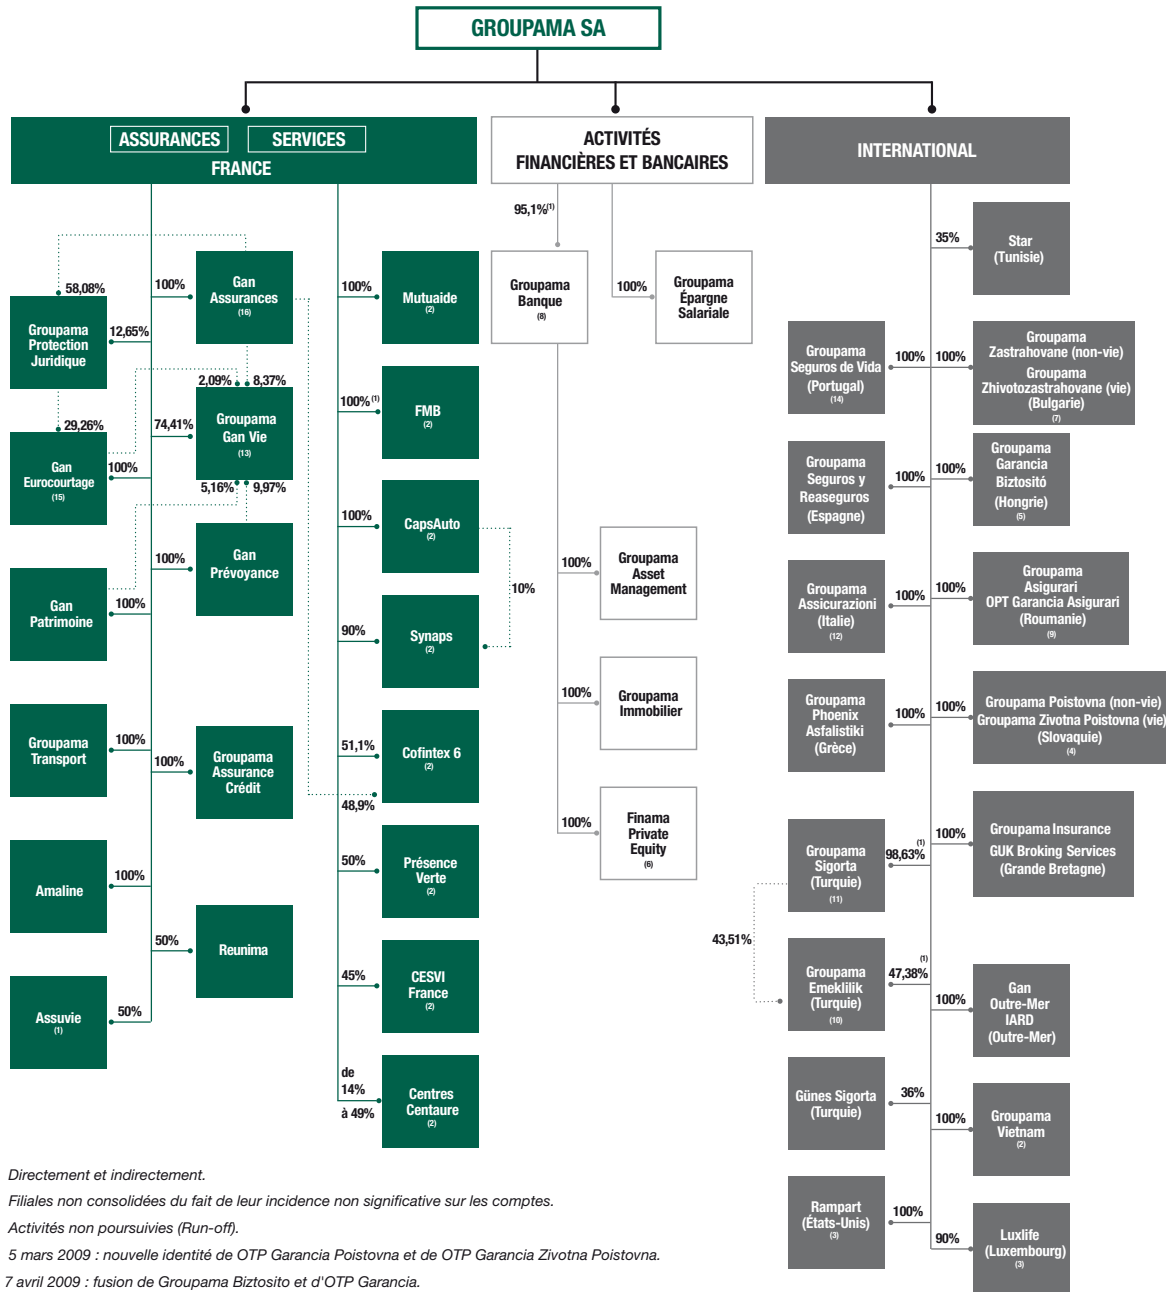 GROUPAMA SA
ASSURANCES
SERVICES
FRANCE
ACTIVITÉS
FINANCIÈRES ET BANCAIRES
INTERNATIONAL
58,08%
Groupama
Protection
Juridique
12,65%
100%
Gan
Assurances
(16)
29,26%
Gan
Eurocourtage
(15)
100%
2,09%
8,37%
74,41%
Groupama
Gan Vie
(13)
5,16%
9,97%
100%
Gan
Prévoyance
Gan
Patrimoine
100%
Groupama
Transport
100%
100%
Groupama
Assurance
Crédit
Amaline
100%
50%
Reunima
Assuvie
(1)
50%
100%
Mutuaide
(2)
100%(1)
FMB
(2)
100%
CapsAuto
(2)
10%
90%
Synaps
(2)
51,1%
Cofintex 6
(2)
48,9%
50%
Présence
Verte
(2)
45%
CESVI
France
(2)
de
14%
à 49%
Centres
Centaure
(2)
95,1%(1)
Groupama
Banque
(8)
100%
Groupama
Épargne
Salariale
100%
Groupama
Asset
Management
100%
Groupama
Immobilier
100%
Finama
Private
Equity
(6)
35%
Star
(Tunisie)
Groupama
Seguros de Vida
(Portugal)
(14)
100%
100%
Groupama
Zastrahovane (non-vie)
Groupama
Zhivotozastrahovane (vie)
(Bulgarie)
(7)
Groupama
Seguros y
Reaseguros
(Espagne)
100%
100%
Groupama
Garancia
Biztositó
(Hongrie)
(5)
Groupama
Assicurazioni
(Italie)
(12)
100%
100%
Groupama
Asigurari
OPT Garancia Asigurari
(Roumanie)
(9)
Groupama
Phoenix
Asfalistiki
(Grèce)
100%
100%
Groupama Poistovna (non-vie)
Groupama Zivotna Poistovna (vie)
(Slovaquie)
(4)
Groupama
Sigorta
(Turquie)
(11)
(1)
98,63%
100%
Groupama Insurance
GUK Broking Services
(Grande Bretagne)
43,51%
Groupama
Emeklilik
(Turquie)
(10)
(1)
47,38%
100%
Gan
Outre-Mer
IARD
(Outre-Mer)
Günes Sigorta
(Turquie)
36%
100%
Groupama
Vietnam
(2)
Rampart
(États-Unis)
(3)
100%
90%
Luxlife
(Luxembourg)
(3)
Directement et indirectement.
Filiales non consolidées du fait de leur incidence non significative sur les comptes.
Activités non poursuivies (Run-off).
5 mars 2009 : nouvelle identité de OTP Garancia Poistovna et de OTP Garancia Zivotna Poistovna.
7 avril 2009 : fusion de Groupama Biztosito et d'OTP Garancia.